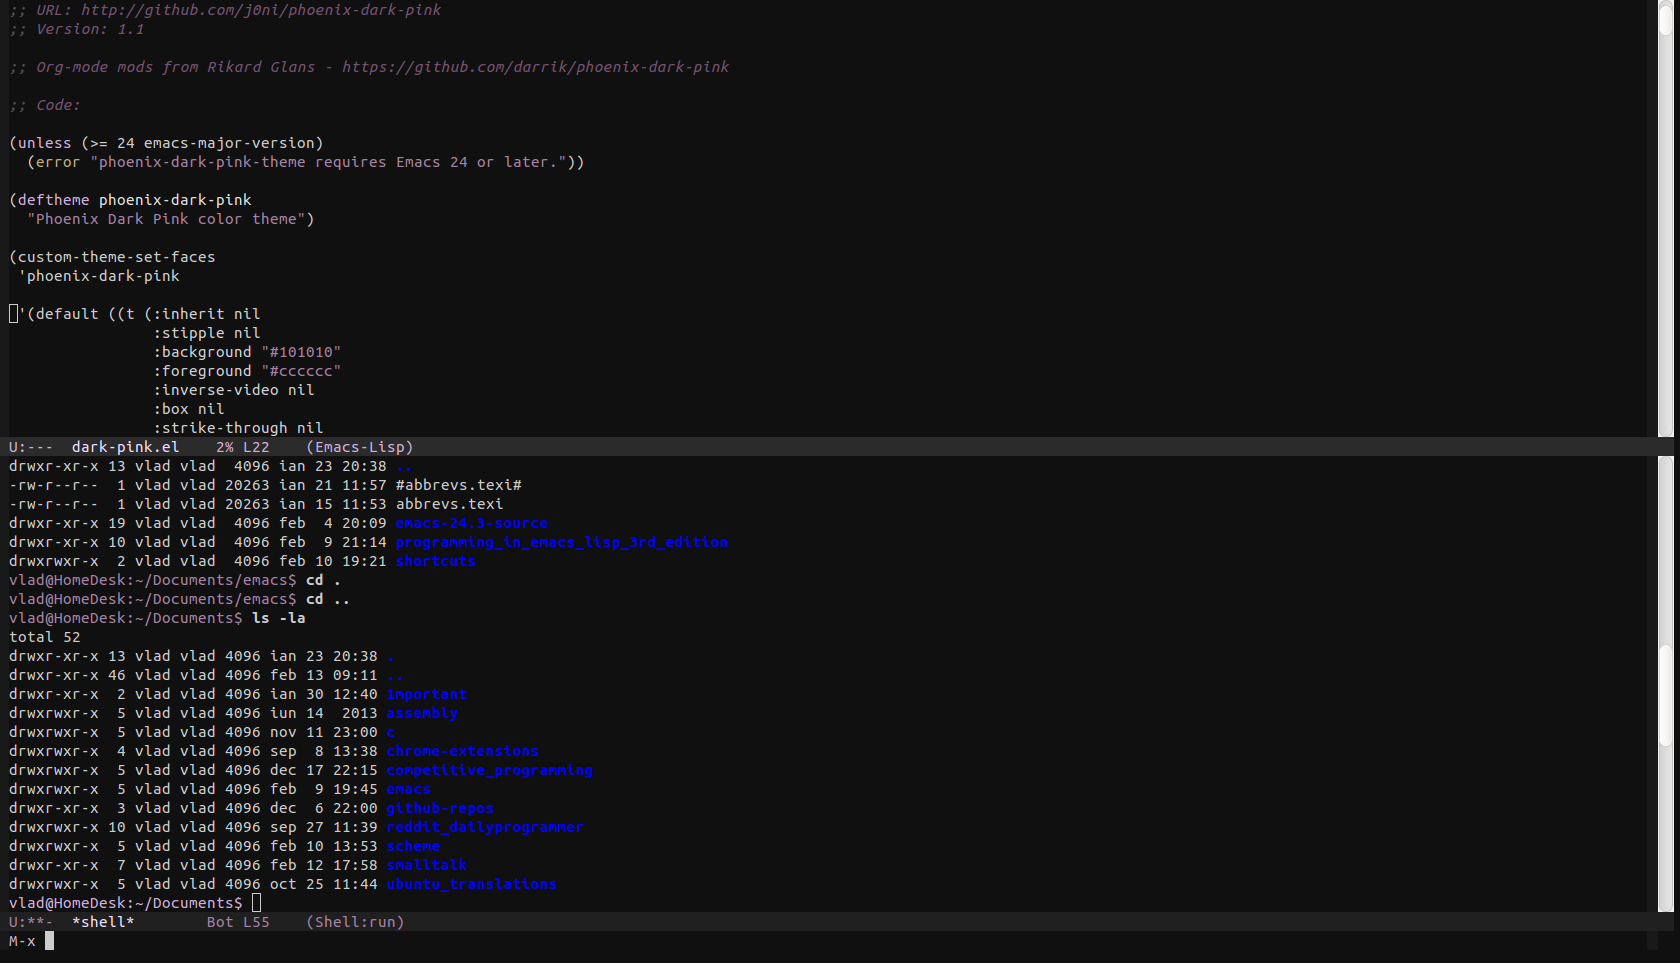 ;; URL: http://github.com/j0ni/phoenix-dark-pink
;; Version: 1.1
;; Org-mode mods from Rikard Glans - https://github.com/darrik/phoenix-dark-pink
;; Code:
(unless (>= 24 emacs-major-version)
  (error "phoenix-dark-pink-theme requires Emacs 24 or later."))
(deftheme phoenix-dark-pink
  "Phoenix Dark Pink color theme")
(custom-theme-set-faces
 'phoenix-dark-pink
 '(default ((t (:inherit nil
                :stipple nil
                :background "#101010"
                :foreground "#cccccc"
                :inverse-video nil
                :box nil
                :strike-through nil
U:---  dark-pink.el    2% L22    (Emacs-Lisp)
drwxr-xr-x 13 vlad vlad  4096 ian 23 20:38 ..
-rw-r--r--  1 vlad vlad 20263 ian 21 11:57 #abbrevs.texi#
-rw-r--r--  1 vlad vlad 20263 ian 15 11:53 abbrevs.texi
drwxr-xr-x 19 vlad vlad  4096 feb  4 20:09 emacs-24.3-source
drwxr-xr-x 10 vlad vlad  4096 feb  9 21:14 programming_in_emacs_lisp_3rd_edition
drwxrwxr-x  2 vlad vlad  4096 feb 10 19:21 shortcuts
vlad@HomeDesk:~/Documents/emacs$ cd .
vlad@HomeDesk:~/Documents/emacs$ cd ..
vlad@HomeDesk:~/Documents$ ls -la
total 52
drwxr-xr-x 13 vlad vlad 4096 ian 23 20:38 .
drwxr-xr-x 46 vlad vlad 4096 feb 13 09:11 ..
drwxrwxr-x  2 vlad vlad 4096 ian 30 12:40 1mportant
drwxrwxr-x  5 vlad vlad 4096 iun 14  2013 assembly
drwxrwxr-x  5 vlad vlad 4096 nov 11 23:00 c
drwxrwxr-x  4 vlad vlad 4096 sep  8 13:38 chrome-extensions
drwxrwxr-x  5 vlad vlad 4096 dec 17 22:15 competitive_programming
drwxrwxr-x  5 vlad vlad 4096 feb  9 19:45 emacs
drwxr-xr-x  3 vlad vlad 4096 dec  6 22:00 github-repos
drwxrwxr-x 10 vlad vlad 4096 sep 27 11:39 reddit_dailyprogrammer
drwxrwxr-x  5 vlad vlad 4096 feb 10 13:53 scheme
drwxr-xr-x  7 vlad vlad 4096 feb 12 17:58 smalltalk
drwxrwxr-x  5 vlad vlad 4096 oct 25 11:44 ubuntu_translations
vlad@HomeDesk:~/Documents$
U:**-  *shell*        Bot L55    (Shell:run)
M-x